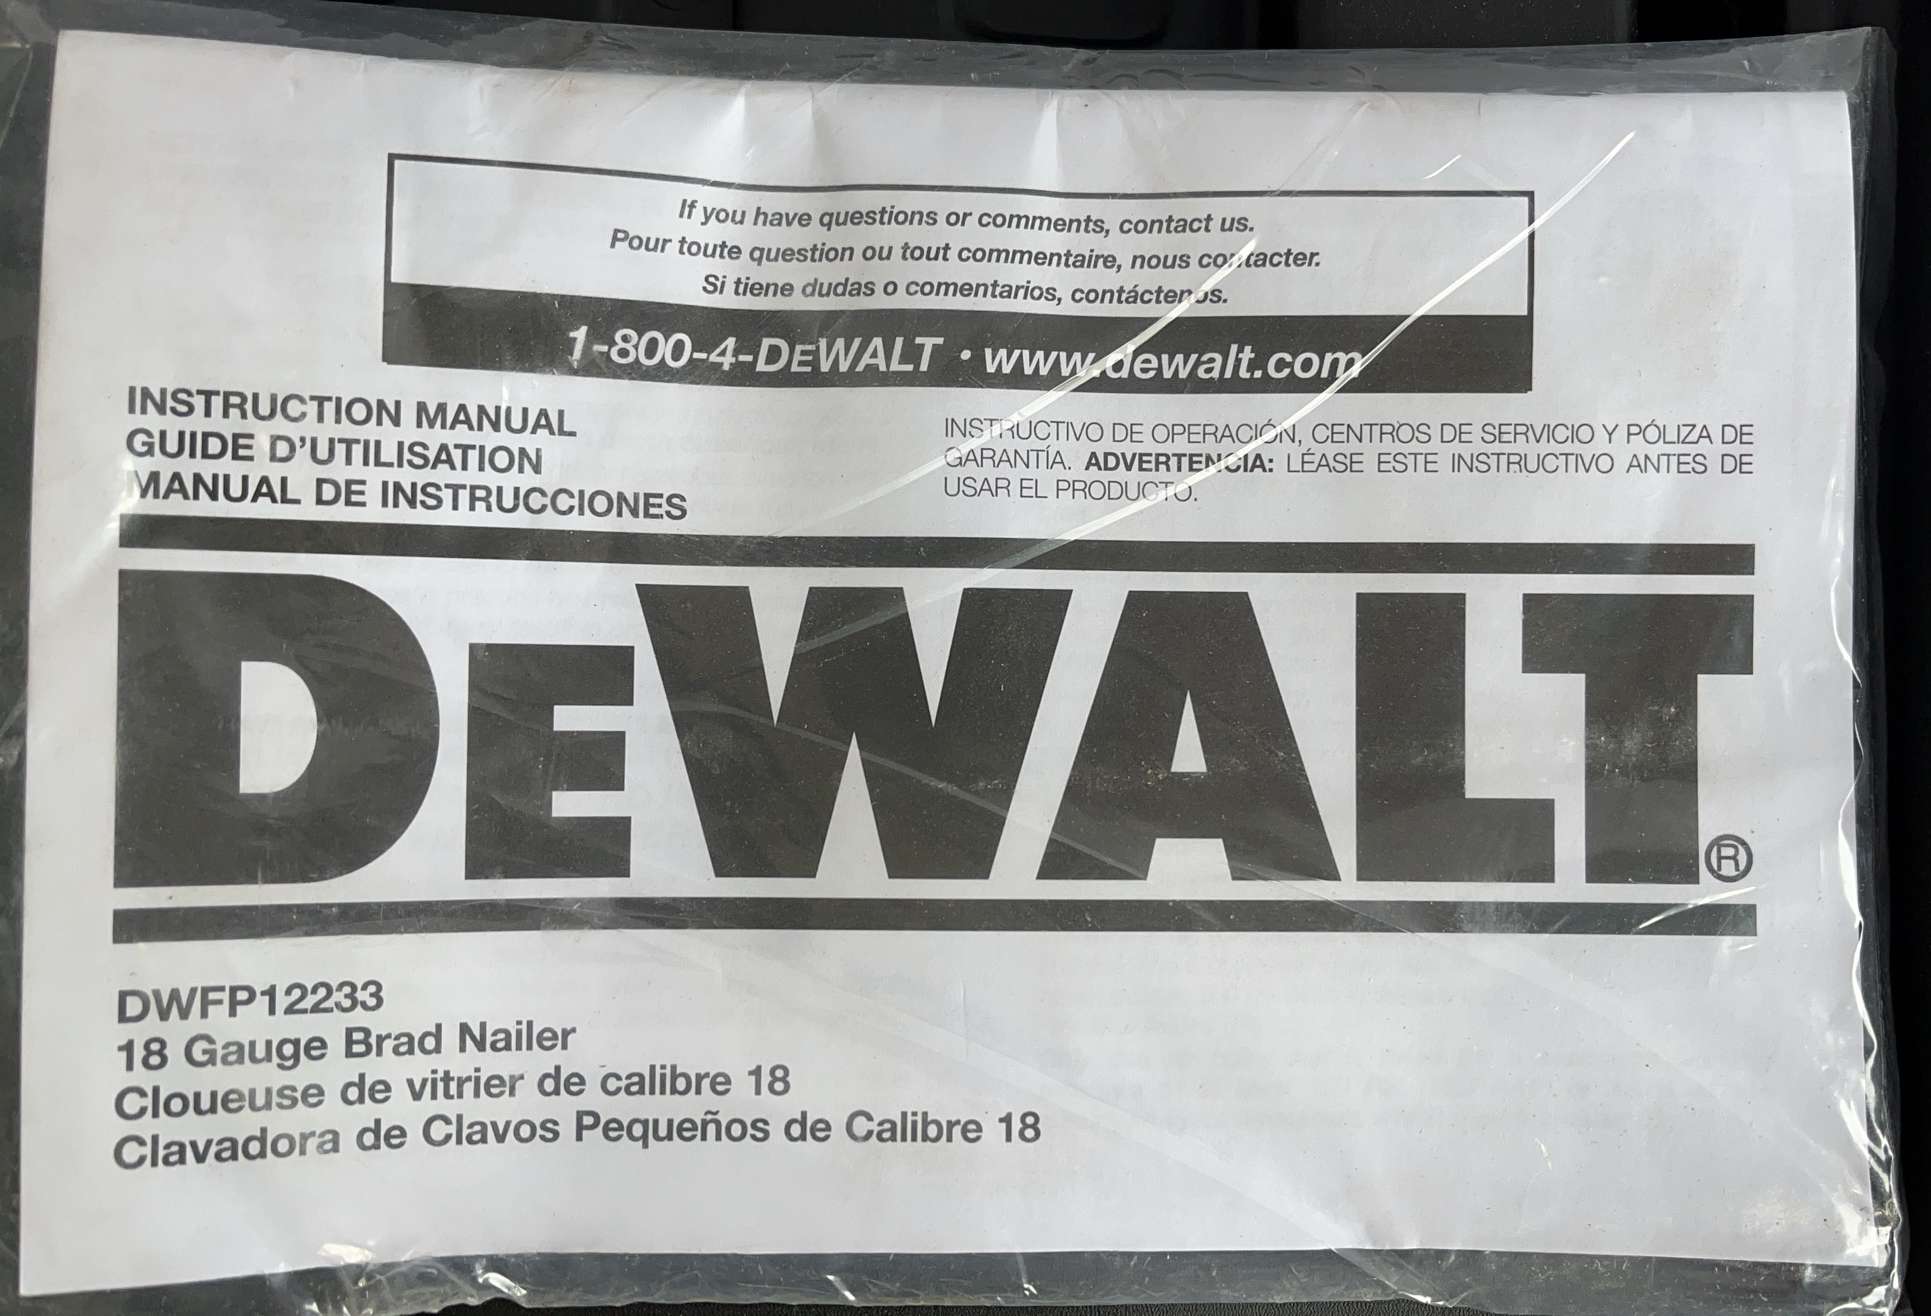 If you have questions or comments, contact us.
Pour toute question ou tout commentaire, nous contacter.
Si tiene dudas o comentarios, contáctenos.
1-800-4-DEWALT • www.dewalt.com
INSTRUCTION MANUAL
GUIDE D'UTILISATION
MANUAL DE INSTRUCCIONES
INSTRUCTIVO DE OPERACIÓN, CENTROS DE SERVICIO Y PÓLIZA DE
GARANTÍA. ADVERTENCIA: LÉASE ESTE INSTRUCTIVO ANTES DE
USAR EL PRODUCTO.
DEWALT®
DWFP12233
18 Gauge Brad Nailer
Cloueuse de vitrier de calibre 18
Clavadora de Clavos Pequeños de Calibre 18